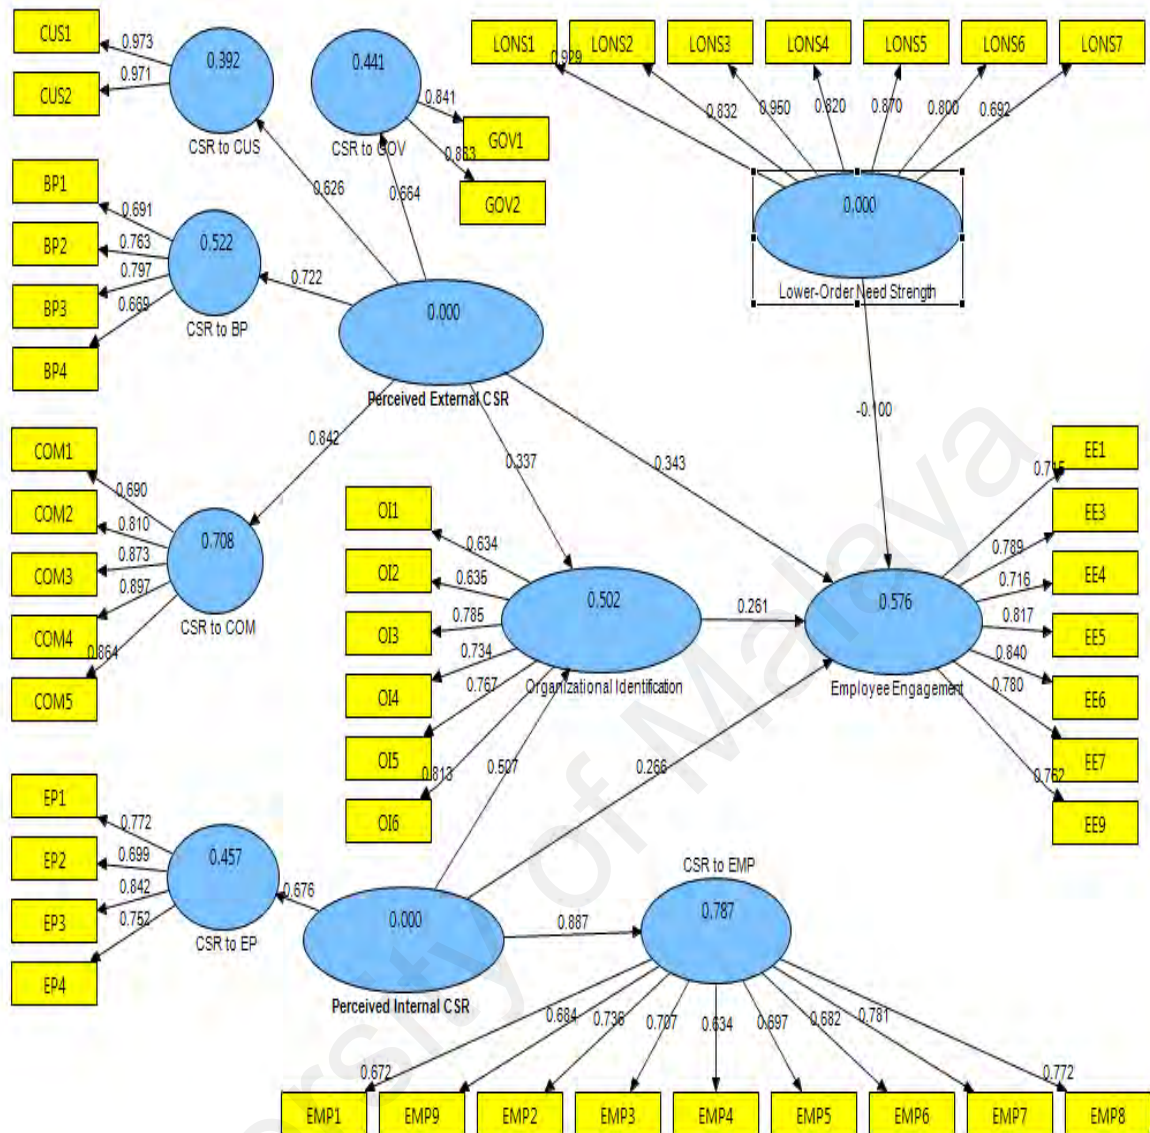 CUS1
0.973
CUS2
0.971
0.392
CSR to CUS
0.441
CSR to GOV
0.841
GOV1
GOV2
0.626
0.664
LONS1
LONS2
LONS3
LONS4
LONS5
LONS6
LONS7
0.929
0.832
0.950
0.820
0.870
0.800
0.692
0.000
Lower-Order Need Strength
BP1
BP2
BP3
BP4
0.691
0.763
0.797
0.669
0.522
CSR to BP
0.722
0.000
Perceived External CSR
0.842
0.337
0.343
-0.100
COM1
COM2
COM3
COM4
COM5
0.690
0.810
0.873
0.897
0.864
0.708
CSR to COM
OI1
OI2
OI3
OI4
OI5
OI6
0.634
0.635
0.785
0.734
0.767
0.813
0.502
Organizational Identification
0.261
0.576
Employee Engagement
EE1
EE3
EE4
EE5
EE6
EE7
EE9
0.715
0.789
0.716
0.817
0.840
0.780
0.762
0.507
0.266
EP1
EP2
EP3
EP4
0.772
0.699
0.842
0.752
0.457
CSR to EP
0.676
0.000
Perceived Internal CSR
0.887
CSR to EMP
0.787
0.672
0.684
0.736
0.707
0.634
0.697
0.682
0.781
0.772
EMP1
EMP9
EMP2
EMP3
EMP4
EMP5
EMP6
EMP7
EMP8
ersity of Malaya